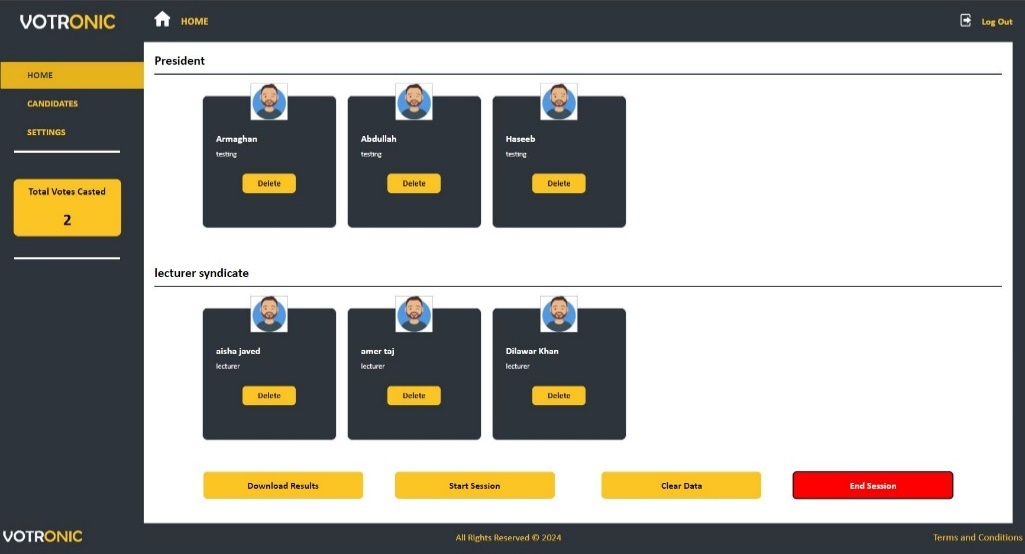 VOTRONIC
HOME
Log Out
HOME
CANDIDATES
SETTINGS
Total Votes Casted
2
President
Armaghan
testing
Delete
Abdullah
testing
Delete
Haseeb
testing
Delete
lecturer syndicate
aisha javed
lecturer
Delete
amer taj
lecturer
Delete
Dilawar Khan
lecturer
Delete
Download Results
Start Session
Clear Data
End Session
VOTRONIC
All Rights Reserved © 2024
Terms and Conditions